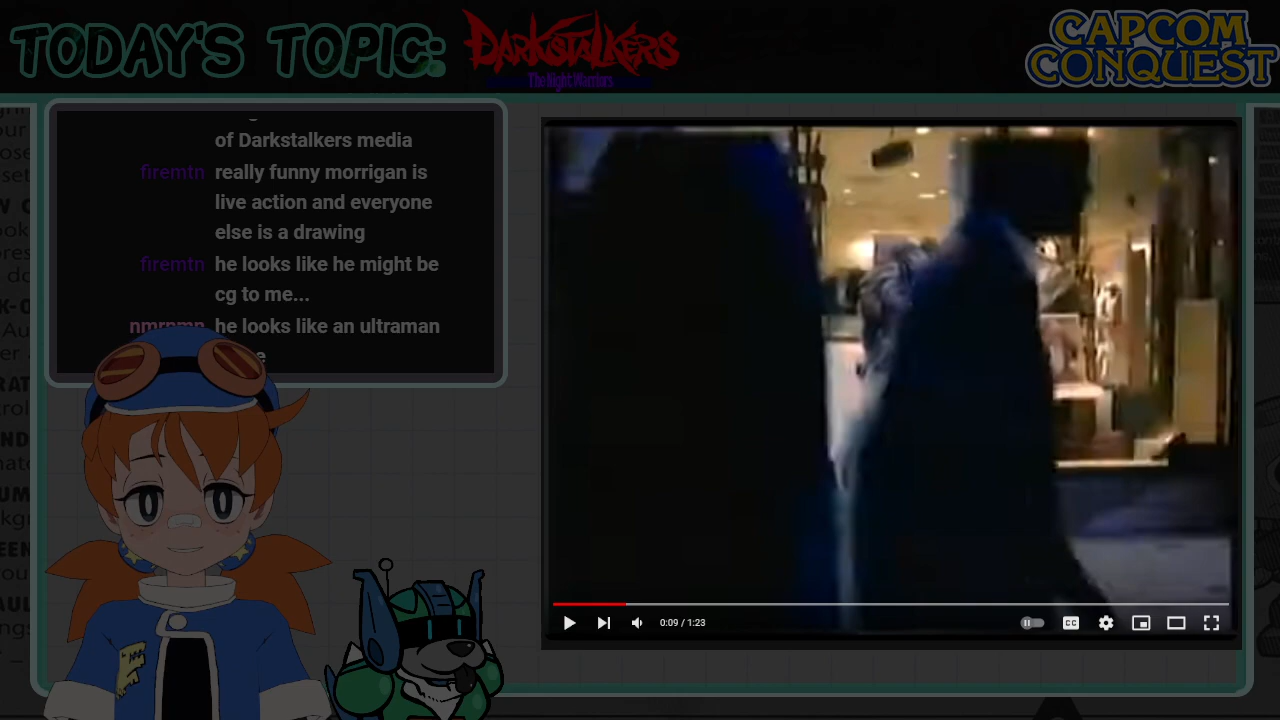 TODAY'S TOPIC:
DARKSTALKERS
The Night Warriors
CAPCOM
CONQUEST
of Darkstalkers media
firemtn really funny morrigan is
live action and everyone
else is a drawing
firemtn he looks like he might be
cg to me...
nmrnmn he looks like an ultraman
0:09 / 1:23
CC